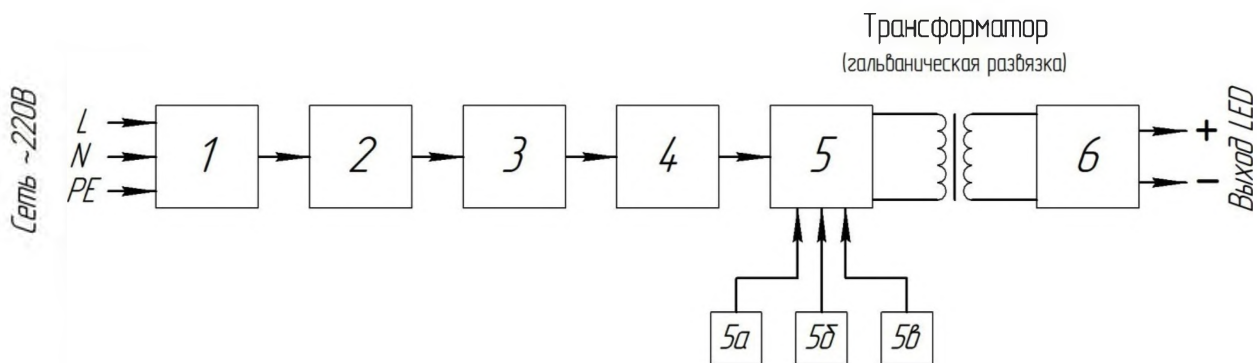 Трансформатор
(гальваническая развязка)
Сеть ~220В
L
N
PE
1
2
3
4
5
6
+
−
Выход LED
5а
5б
5в